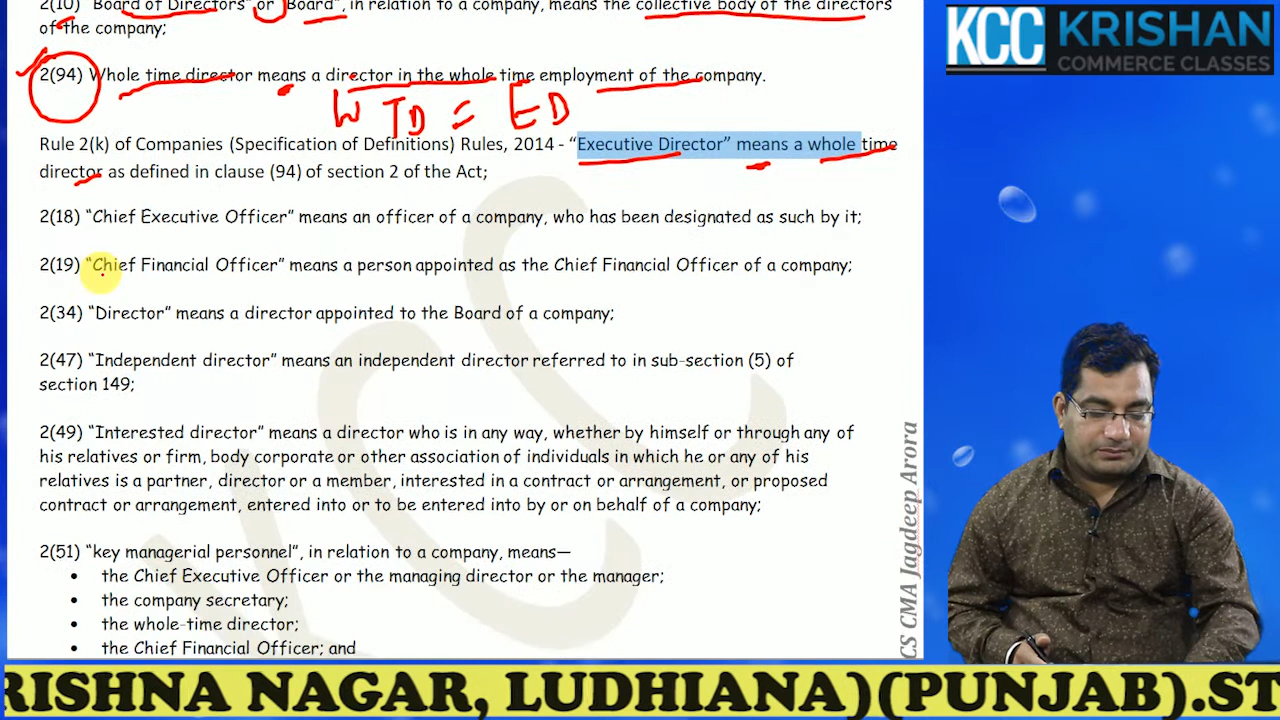 2(10) "Board of Directors" or "Board", in relation to a company, means the collective body of the directors
of the company;
2(94) Whole time director means a director in the whole time employment of the company.
WTD = ED
Rule 2(k) of Companies (Specification of Definitions) Rules, 2014 - “Executive Director” means a whole time
director as defined in clause (94) of section 2 of the Act;
2(18) “Chief Executive Officer” means an officer of a company, who has been designated as such by it;
2(19) “Chief Financial Officer” means a person appointed as the Chief Financial Officer of a company;
2(34) “Director” means a director appointed to the Board of a company;
2(47) “Independent director” means an independent director referred to in sub-section (5) of
section 149;
2(49) “Interested director” means a director who is in any way, whether by himself or through any of
his relatives or firm, body corporate or other association of individuals in which he or any of his
relatives is a partner, director or a member, interested in a contract or arrangement, or proposed
contract or arrangement, entered into or to be entered into by or on behalf of a company;
2(51) “key managerial personnel”, in relation to a company, means—
• the Chief Executive Officer or the managing director or the manager;
• the company secretary;
• the whole-time director;
• the Chief Financial Officer; and
CS CMA Jagdeep Arora
KCC KRISHAN
COMMERCE CLASSES
RISHNA NAGAR, LUDHIANA)(PUNJAB).ST